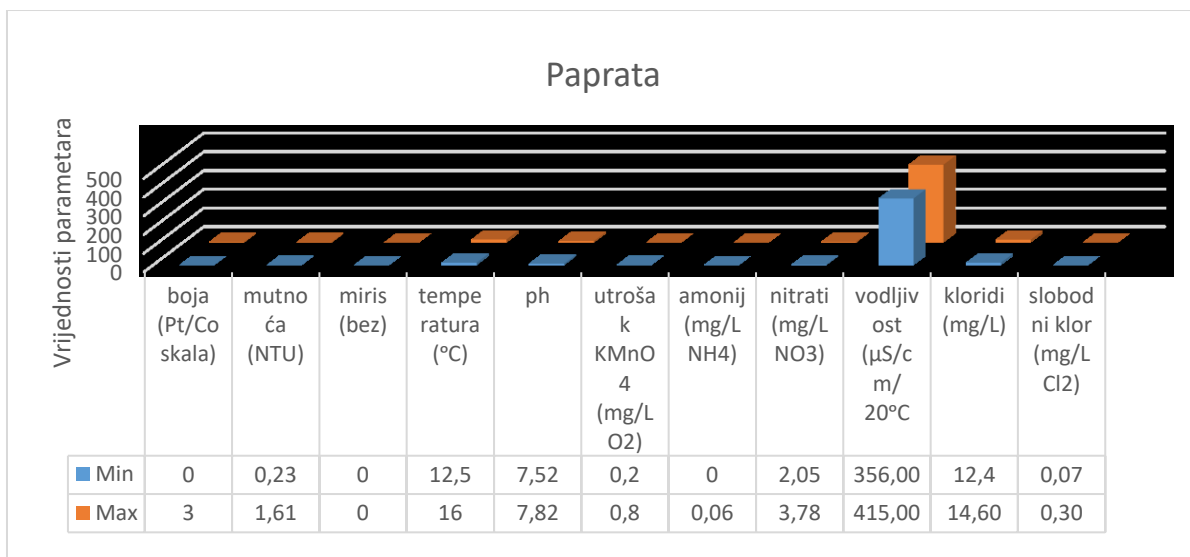 Paprata
Vrijednosti parametara
500
400
300
200
100
0
boja
(Pt/Co
skala)
mutno
ća
(NTU)
miris
(bez)
tempe
ratura
(°C)
ph
utroša
k
KMnO
4
(mg/L
O2)
amonij
(mg/L
NH4)
nitrati
(mg/L
NO3)
vodljiv
ost
(µS/c
m/
20°C
kloridi
(mg/L)
slobod
ni klor
(mg/L
Cl2)
Min 0 0,23 0 12,5 7,52 0,2 0 2,05 356,00 12,4 0,07
Max 3 1,61 0 16 7,82 0,8 0,06 3,78 415,00 14,60 0,30